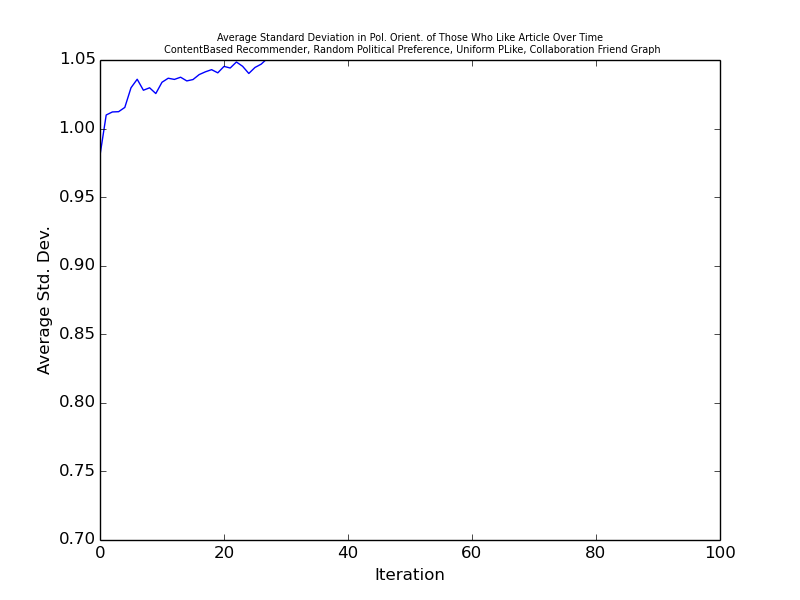 Average Standard Deviation in Pol. Orient. of Those Who Like Article Over Time
ContentBased Recommender, Random Political Preference, Uniform PLike, Collaboration Friend Graph
1.05
1.00
0.95
0.90
0.85
0.80
0.75
0.70
Average Std. Dev.
0 20 40 60 80 100
Iteration